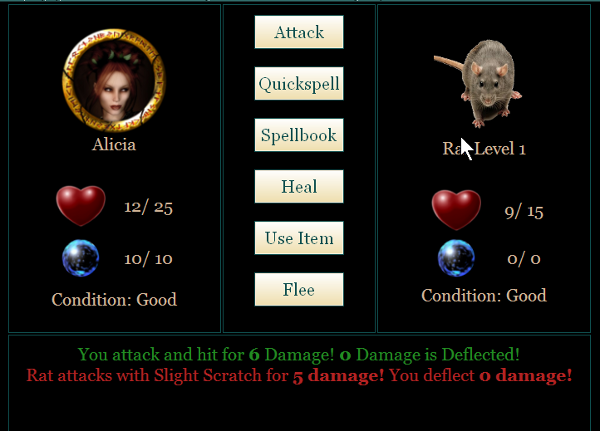 Attack
Quickspell
Spellbook
Heal
Use Item
Flee
Alicia
12/ 25
10/ 10
Condition: Good
Level 1
9/ 15
0/ 0
Condition: Good
You attack and hit for 6 Damage! 0 Damage is Deflected!
Rat attacks with Slight Scratch for 5 damage! You deflect 0 damage!